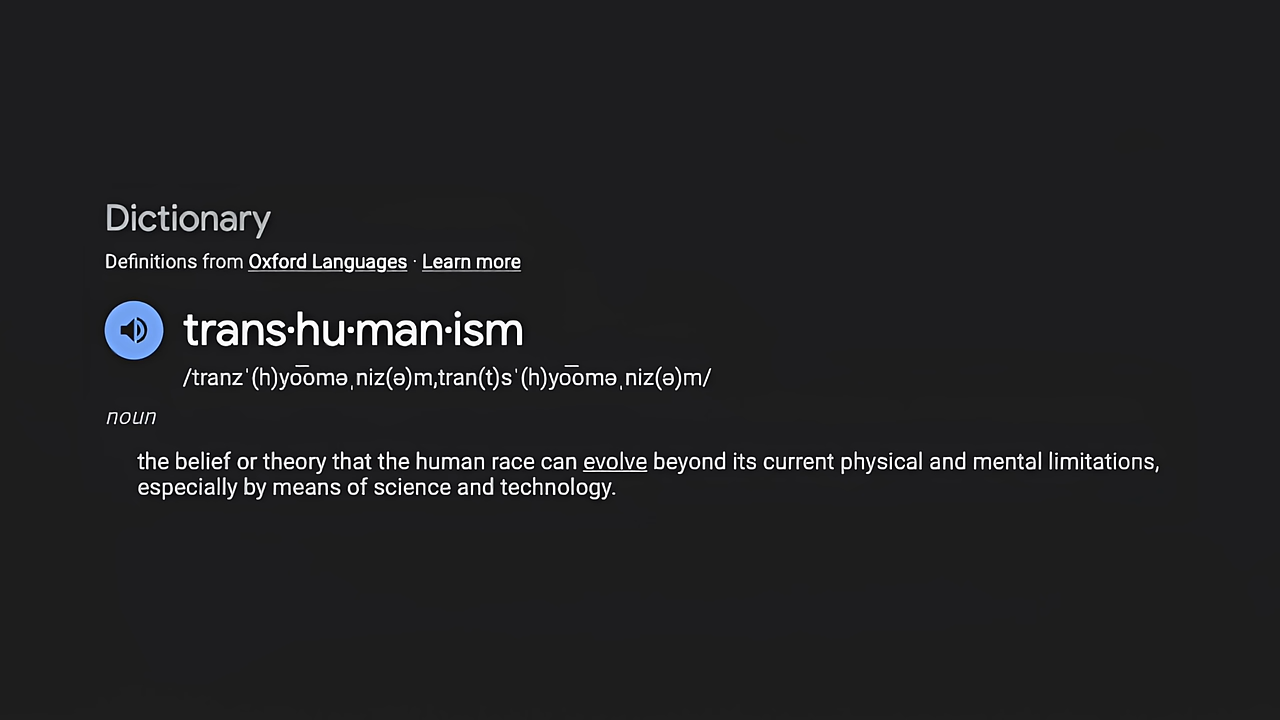 Dictionary
Definitions from Oxford Languages · Learn more
trans·hu·man·ism
/tranzˈ(h)yo͞oməˌniz(ə)m,tran(t)sˈ(h)yo͞oməˌniz(ə)m/
noun
the belief or theory that the human race can evolve beyond its current physical and mental limitations,
especially by means of science and technology.